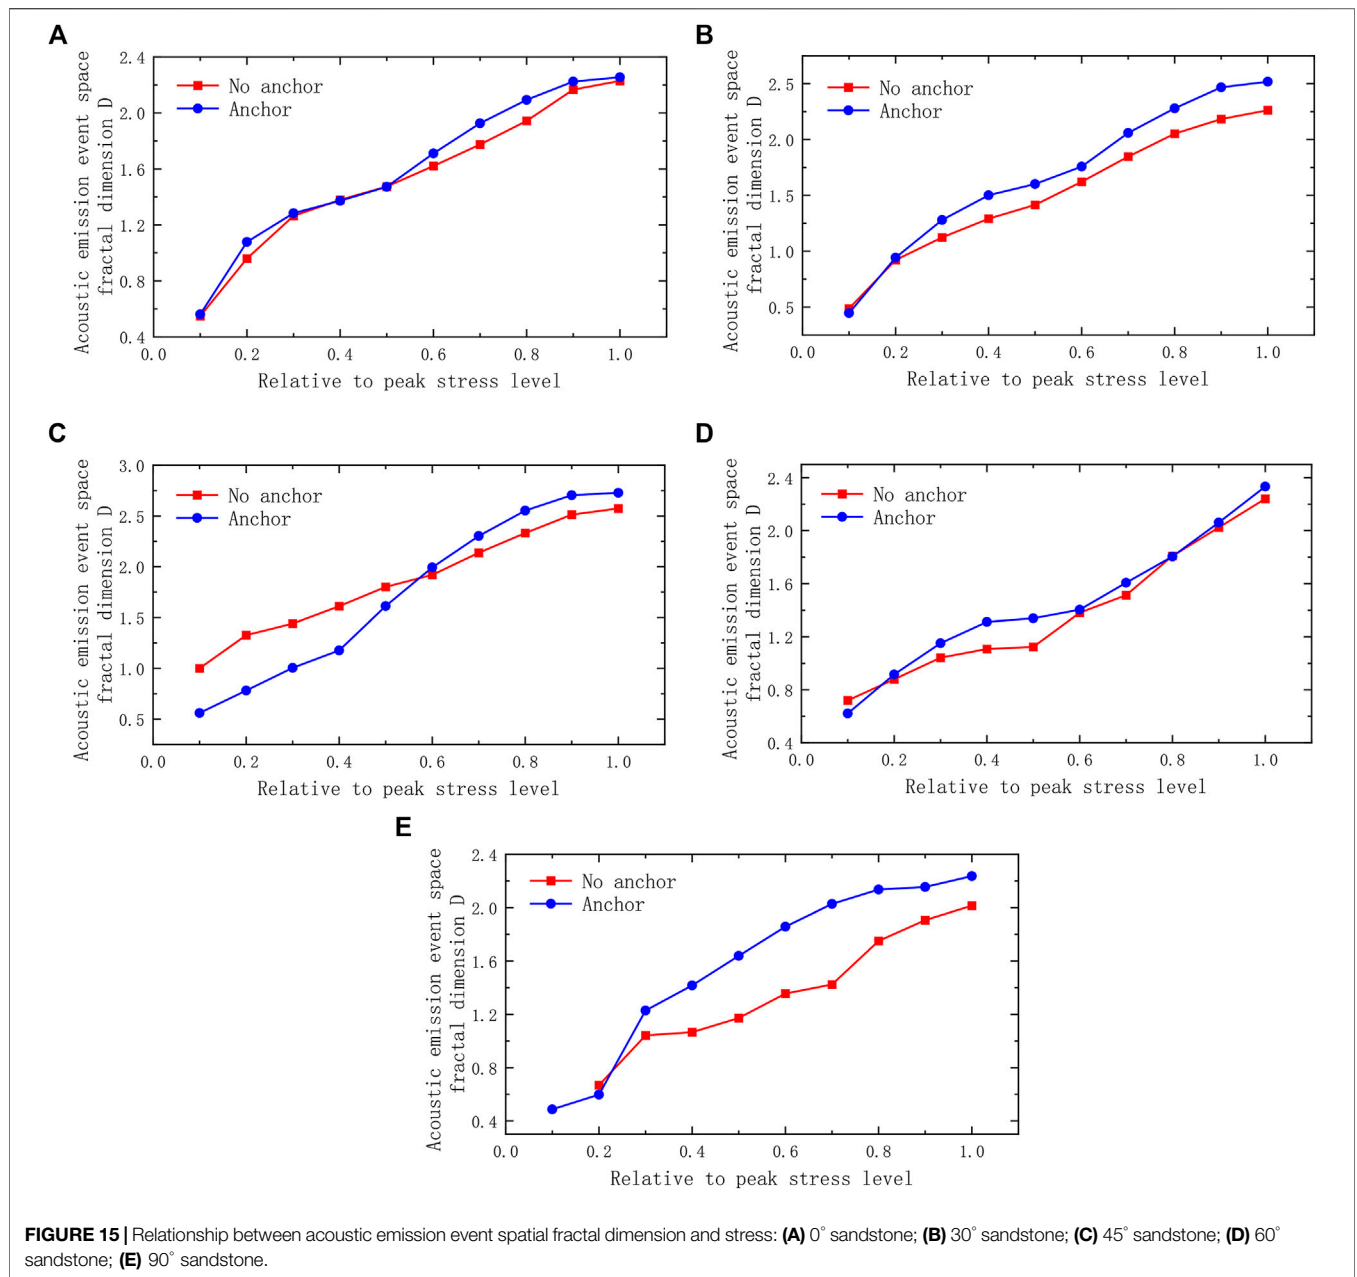 A
Acoustic emission event space
fractal dimension D
2.4
2.0
1.6
1.2
0.8
0.4
No anchor
Anchor
0.0 0.2 0.4 0.6 0.8 1.0
Relative to peak stress level
B
Acoustic emission event space
fractal dimension D
2.5
2.0
1.5
1.0
0.5
No anchor
Anchor
0.0 0.2 0.4 0.6 0.8 1.0
Relative to peak stress level
C
Acoustic emission event space
fractal dimension D
3.0
2.5
2.0
1.5
1.0
0.5
No anchor
Anchor
0.0 0.2 0.4 0.6 0.8 1.0
Relative to peak stress level
D
Acoustic emission event space
fractal dimension D
2.4
2.0
1.6
1.2
0.8
0.4
No anchor
Anchor
0.0 0.2 0.4 0.6 0.8 1.0
Relative to peak stress level
E
Acoustic emission event space
fractal dimension D
2.4
2.0
1.6
1.2
0.8
0.4
No anchor
Anchor
0.0 0.2 0.4 0.6 0.8 1.0
Relative to peak stress level
FIGURE 15 | Relationship between acoustic emission event spatial fractal dimension and stress: (A) 0° sandstone; (B) 30° sandstone; (C) 45° sandstone; (D) 60°
sandstone; (E) 90° sandstone.